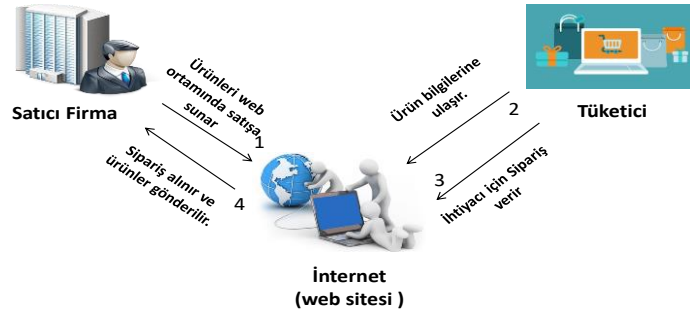 Satıcı Firma
Ürünleri web
ortamında satışa
sunar
1
Ürün bilgilerine
ulaşır.
2
Tüketici
Sipariş alınır ve
ürünler gönderilir.
4
3
İhtiyacı için Sipariş
verir
İnternet
(web sitesi )